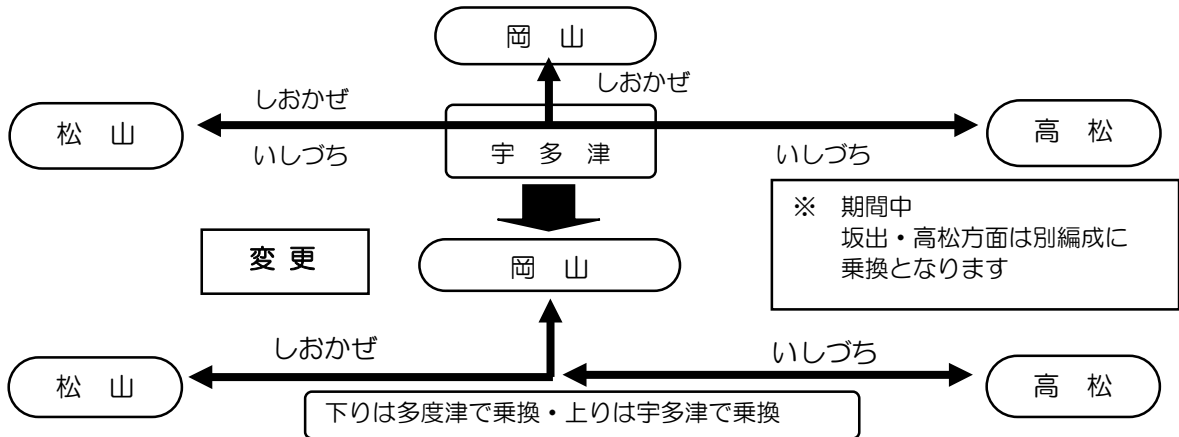 岡 山
しおかぜ
しおかぜ
松 山
宇 多 津
高 松
いしづち
いしづち
※ 期間中
坂出・高松方面は別編成に
乗換となります
変 更
岡 山
しおかぜ
いしづち
松 山
高 松
下りは多度津で乗換・上りは宇多津で乗換